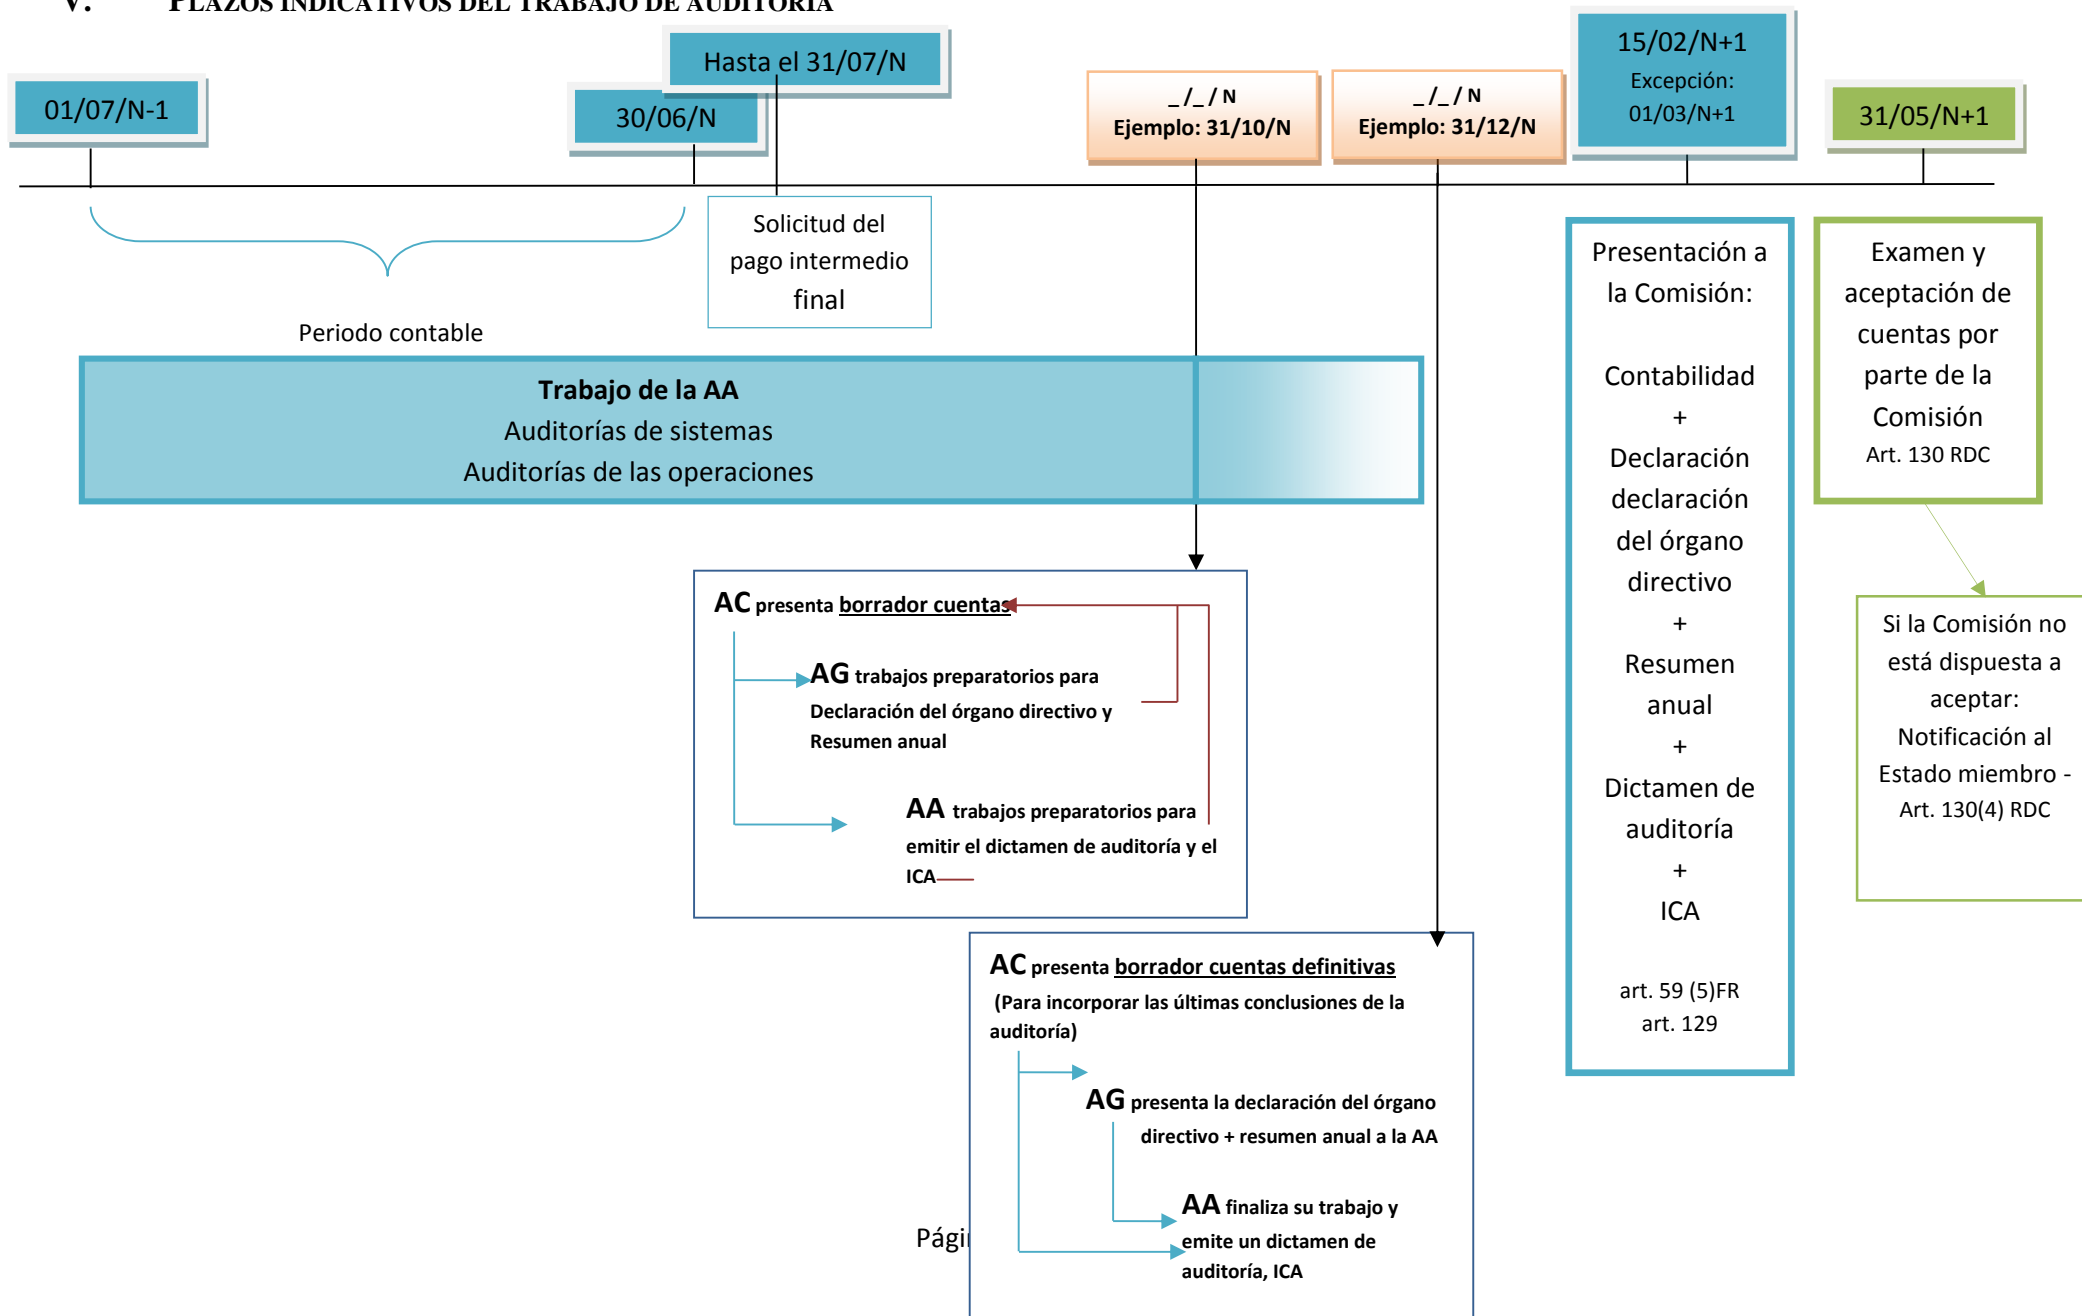 V. PLAZOS INDICATIVOS DEL TRABAJO DE AUDITORÍA
01/07/N-1
30/06/N
Hasta el 31/07/N
_ /_ / N
Ejemplo: 31/10/N
_ /_ / N
Ejemplo: 31/12/N
15/02/N+1
Excepción:
01/03/N+1
31/05/N+1
Periodo contable
Solicitud del
pago intermedio
final
Trabajo de la AA
Auditorías de sistemas
Auditorías de las operaciones
AC presenta borrador cuentas
AG trabajos preparatorios para
Declaración del órgano directivo y
Resumen anual
AA trabajos preparatorios para
emitir el dictamen de auditoría y el
ICA
AC presenta borrador cuentas definitivas
(Para incorporar las últimas conclusiones de la
auditoría)
AG presenta la declaración del órgano
directivo + resumen anual a la AA
AA finaliza su trabajo y
emite un dictamen de
auditoría, ICA
Presentación a
la Comisión:
Contabilidad
+
Declaración
declaración
del órgano
directivo
+
Resumen
anual
+
Dictamen de
auditoría
+
ICA
art. 59 (5)FR
art. 129
Examen y
aceptación de
cuentas por
parte de la
Comisión
Art. 130 RDC
Si la Comisión no
está dispuesta a
aceptar:
Notificación al
Estado miembro -
Art. 130(4) RDC